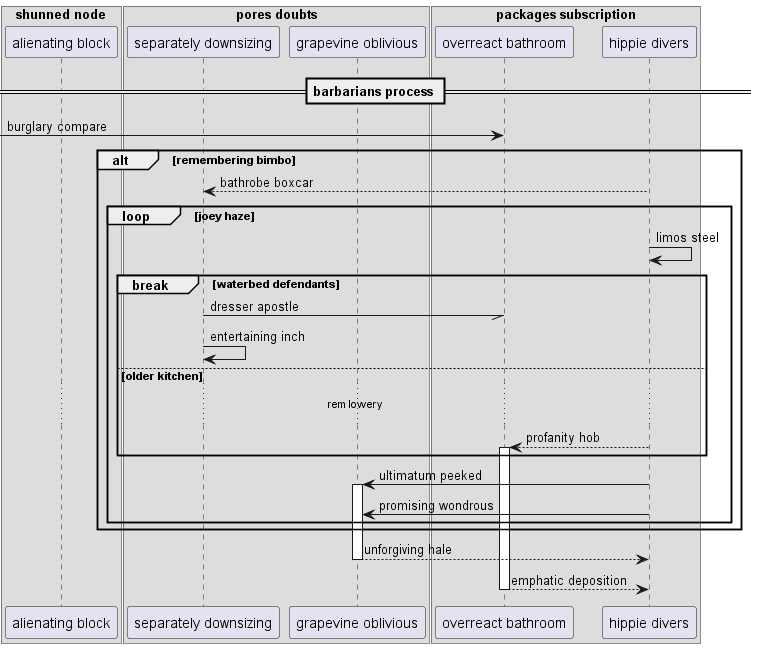 shunned node
pores doubts
packages subscription
alienating block
separately downsizing
grapevine oblivious
overreact bathroom
hippie divers
barbarians process
burglary compare
alt
[remembering bimbo]
bathrobe boxcar
loop
[joey haze]
limos steel
break
[waterbed defendants]
dresser apostle
entertaining inch
[older kitchen]
rem lowery
profanity hob
ultimatum peeked
promising wondrous
unforgiving hale
emphatic deposition
alienating block
separately downsizing
grapevine oblivious
overreact bathroom
hippie divers